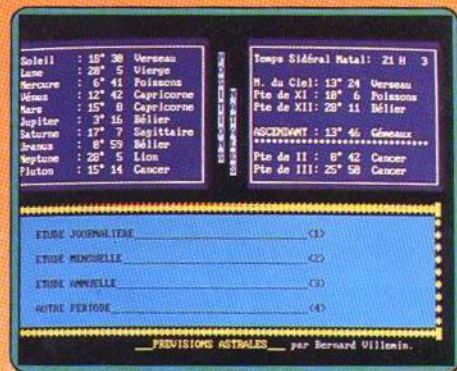 Soleil : 18° 30 Verseau
Lune : 28° 5 Vierge
Mercure : 6° 41 Poissons
Vénus : 12° 42 Capricorne
Mars : 15° 8 Capricorne
Jupiter : 3° 16 Bélier
Saturne : 17° 7 Sagittaire
Uranus : 8° 59 Bélier
Neptune : 28° 5 Lion
Pluton : 15° 14 Cancer
Temps Sidéral Natal: 21 H 3
M. du Ciel: 13° 24 Verseau
Pte de XI : 10° 6 Poissons
Pte de XII: 28° 11 Bélier
ASCENDANT : 13° 46 Gémeaux
Pte de II : 8° 42 Cancer
Pte de III: 25° 50 Cancer
ETUDE JOURNALIERE <1>
ETUDE MENSUELLE <2>
ETUDE ANNUELLE <3>
AUTRE PERIODE <4>
PREVISIONS ASTRALES par Bernard Villemin.